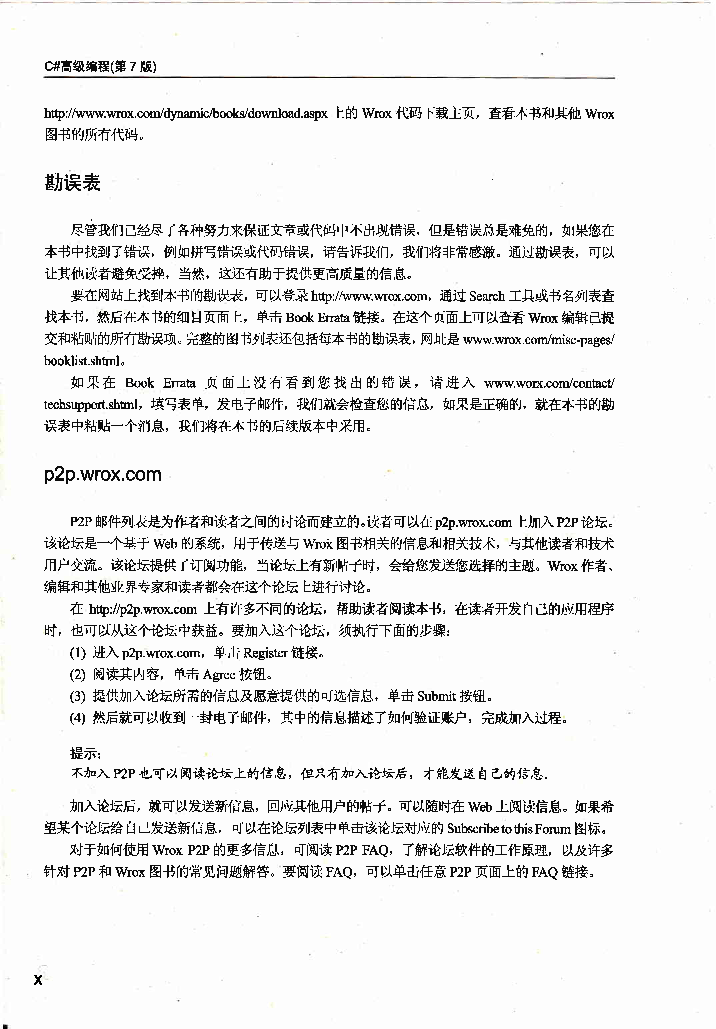 C#高级编程(第 7 版)
http://www.wrox.com/dynamic/books/download.aspx 上的 Wrox 代码下载主页，查看本书和其他 Wrox
图书的所有代码。
勘误表
尽管我们已经尽了各种努力来保证文章或代码中不出现错误，但是错误总是难免的，如果您在
本书中找到了错误，例如拼写错误或代码错误，请告诉我们，我们将非常感激。通过勘误表，可以
让其他读者避免受挫，当然，这还有助于提供更高质量的信息。
要在网站上找到本书的勘误表，可以登录 http://www.wrox.com，通过 Search 工具或书名列表查
找本书，然后在本书的细目页面上，单击 Book Errata 链接。在这个页面上可以查看 Wrox 编辑已提
交和粘贴的所有勘误项。完整的图书列表还包括每本书的勘误表，网址是 www.wrox.com/misc-pages/
booklist.shtml。
如果在 Book Errata 页面上没有看到您找出的错误，请进入 www.worx.com/contact/
techsupport.shtml，填写表单，发电子邮件，我们就会检查您的信息，如果是正确的，就在本书的勘
误表中粘贴一个消息，我们将在本书的后续版本中采用。
p2p.wrox.com
P2P 邮件列表是为作者和读者之间的讨论而建立的。读者可以在 p2p.wrox.com 上加入 P2P 论坛。
该论坛是一个基于 Web 的系统，用于传送与 Wrox 图书相关的信息和相关技术，与其他读者和技术
用户交流。该论坛提供了订阅功能，当论坛上有新帖子时，会给您发送您选择的主题。Wrox 作者、
编辑和其他业界专家和读者都会在这个论坛上进行讨论。
在 http://p2p.wrox.com 上有许多不同的论坛，帮助读者阅读本书，在读者开发自己的应用程序
时，也可以从这个论坛中获益。要加入这个论坛，须执行下面的步骤：
(1) 进入 p2p.wrox.com，单击 Register 链接。
(2) 阅读其内容，单击 Agree 按钮。
(3) 提供加入论坛所需的信息及愿意提供的可选信息，单击 Submit 按钮。
(4) 然后就可以收到一封电子邮件，其中的信息描述了如何验证账户，完成加入过程。
提示：
不加入 P2P 也可以阅读论坛上的信息，但只有加入论坛后，才能发送自己的信息。
加入论坛后，就可以发送新信息，回应其他用户的帖子。可以随时在 Web 上阅读信息。如果希
望某个论坛给自己发送新信息，可以在论坛列表中单击该论坛对应的 Subscribe to this Forum 图标。
对于如何使用 Wrox P2P 的更多信息，可阅读 P2P FAQ，了解论坛软件的工作原理，以及许多
针对 P2P 和 Wrox 图书的常见问题解答。要阅读 FAQ，可以单击任意 P2P 页面上的 FAQ 链接。
X